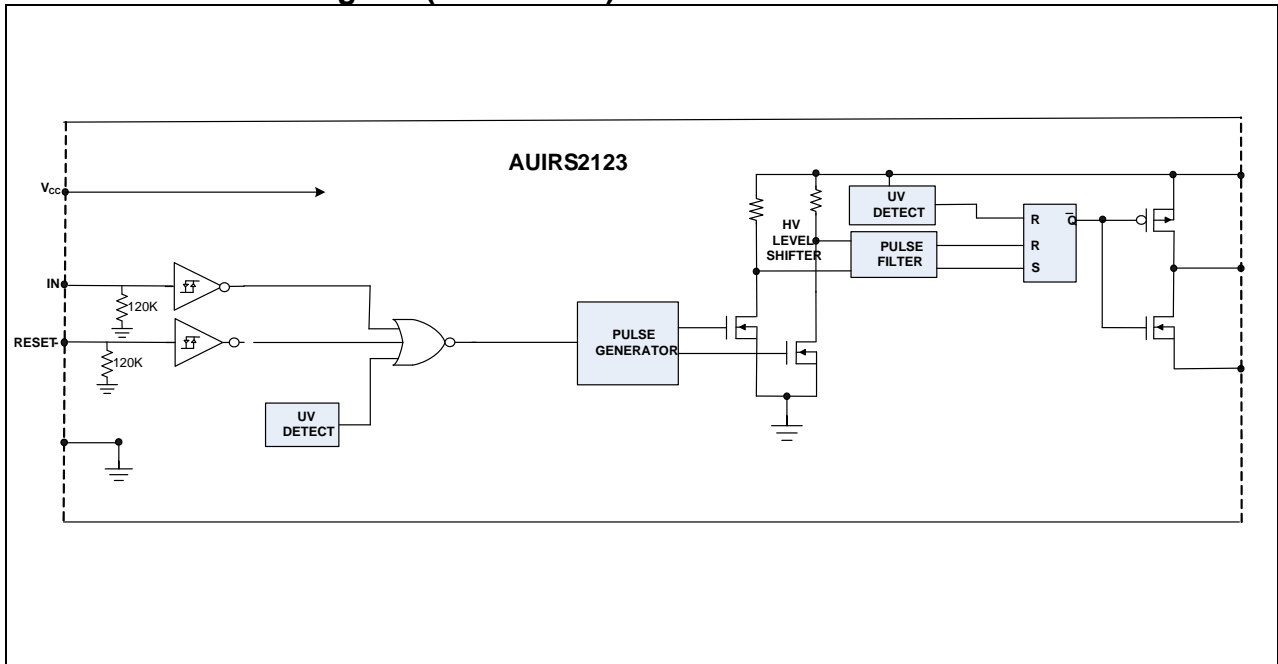 AUIRS2123
VCC
IN
120K
RESET-
120K
UV
DETECT
PULSE
GENERATOR
HV
LEVEL
SHIFTER
UV
DETECT
PULSE
FILTER
R
R
S
Q̅